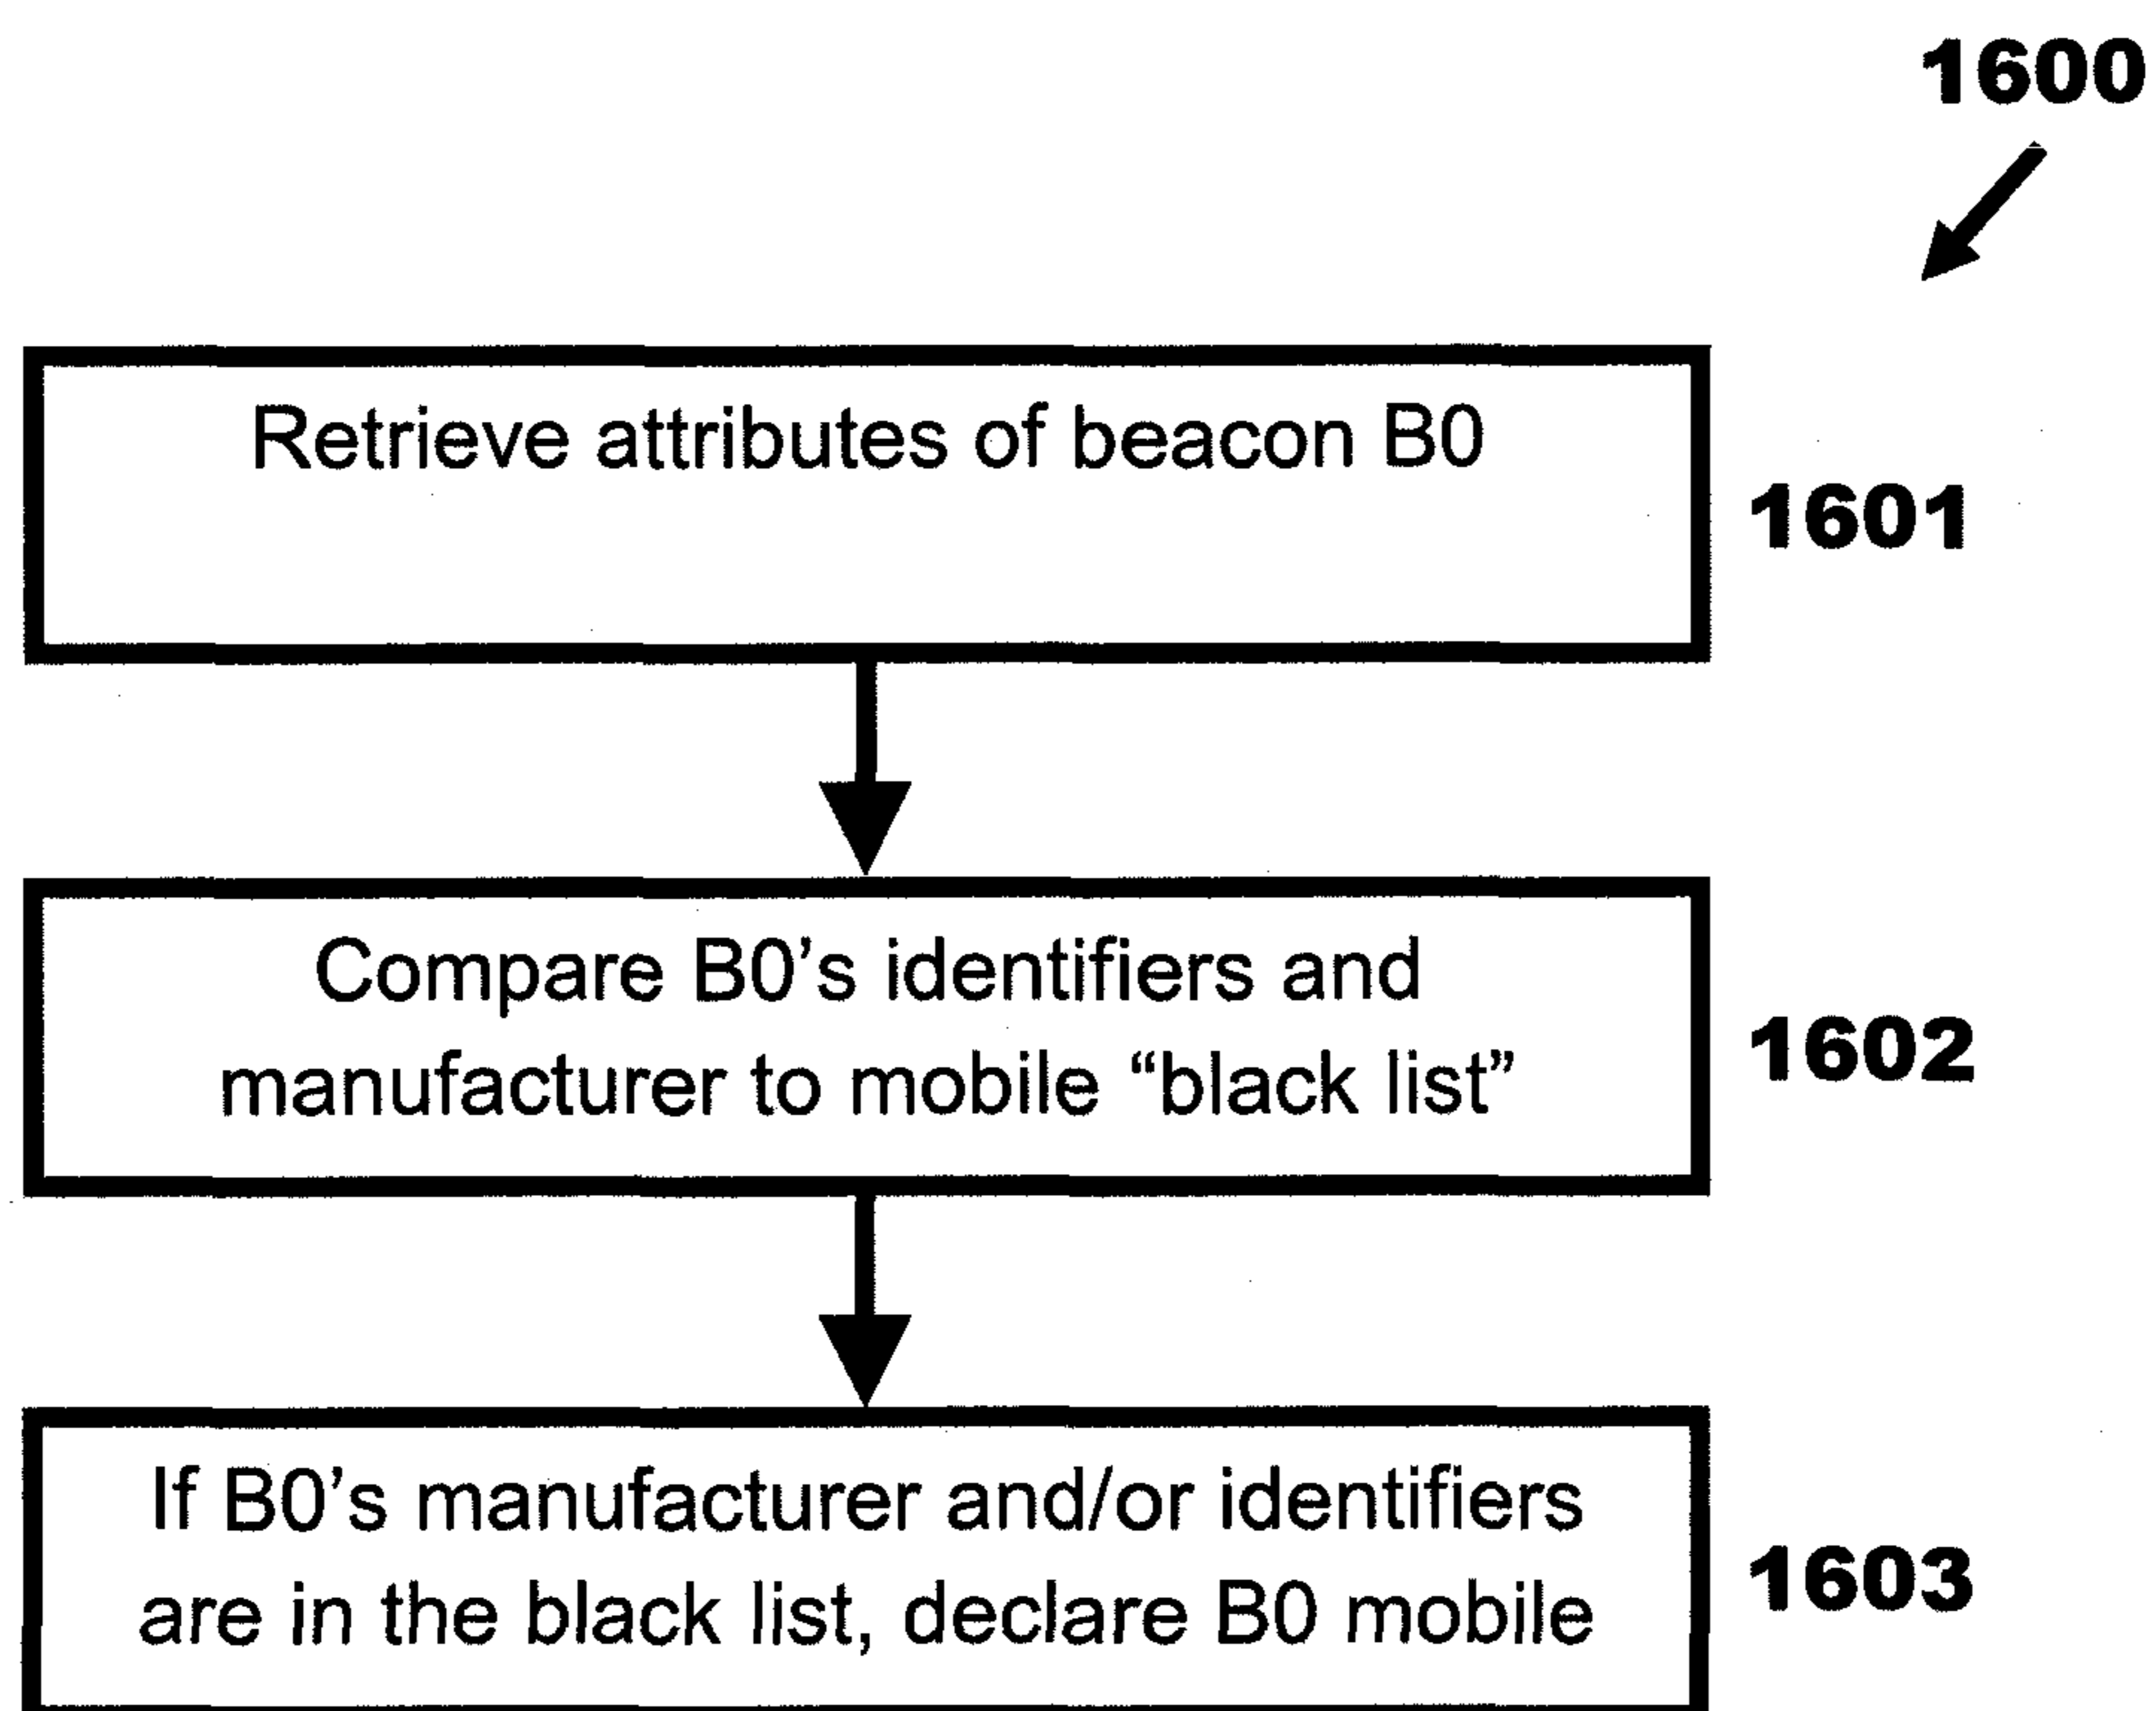 1600
Retrieve attributes of beacon B0
1601
Compare B0’s identifiers and
manufacturer to mobile “black list”
1602
If B0’s manufacturer and/or identifiers
are in the black list, declare B0 mobile
1603